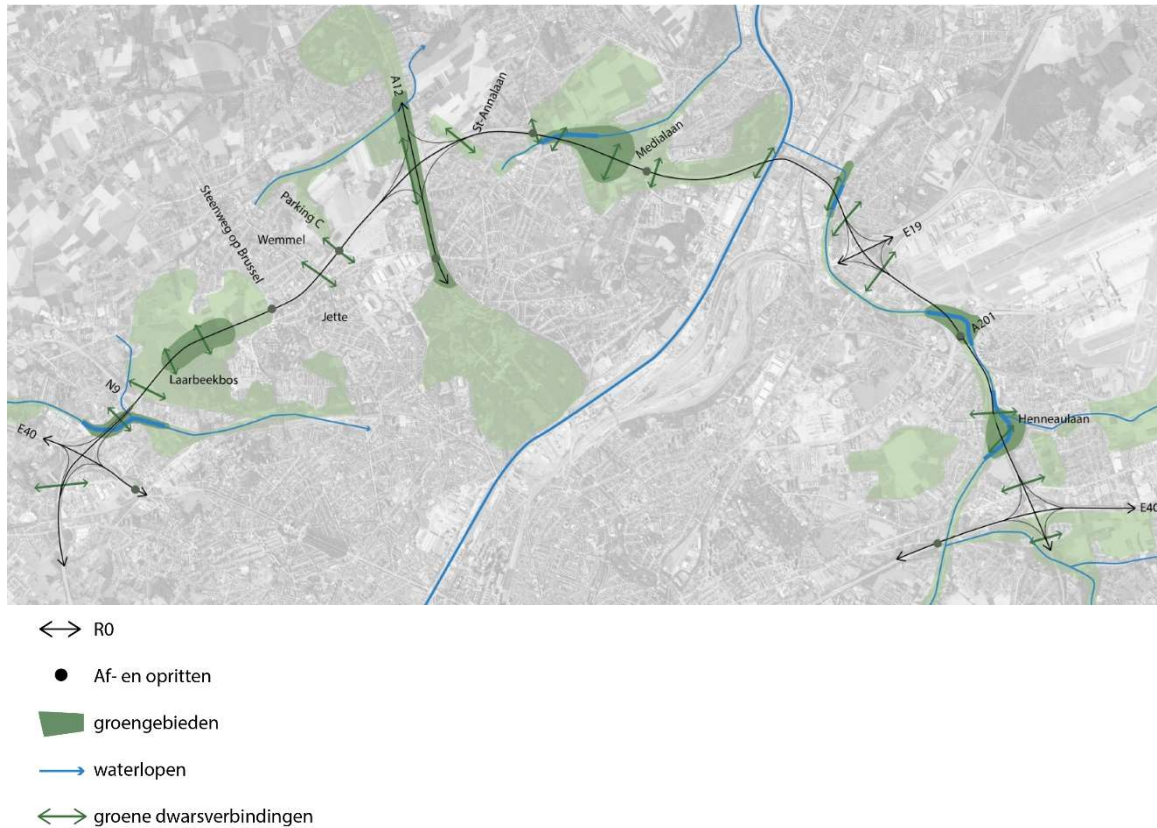 A12
St-Annalaan
Medialaan
Steenweg op Brussel
Parking C
Wemmel
E19
Jette
A201
Laarbeekbos
N9
Henneaulaan
E40
E40
R0
Af- en opritten
groengebieden
waterlopen
groene dwarsverbindingen